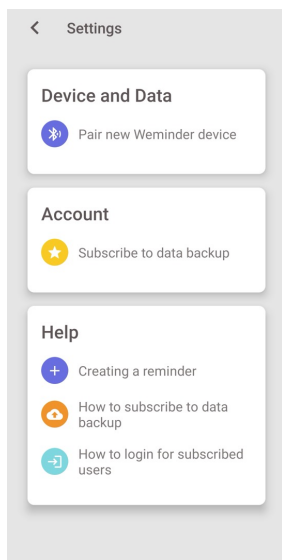 Settings
Device and Data
Pair new Weminder device
Account
Subscribe to data backup
Help
Creating a reminder
How to subscribe to data
backup
How to login for subscribed
users